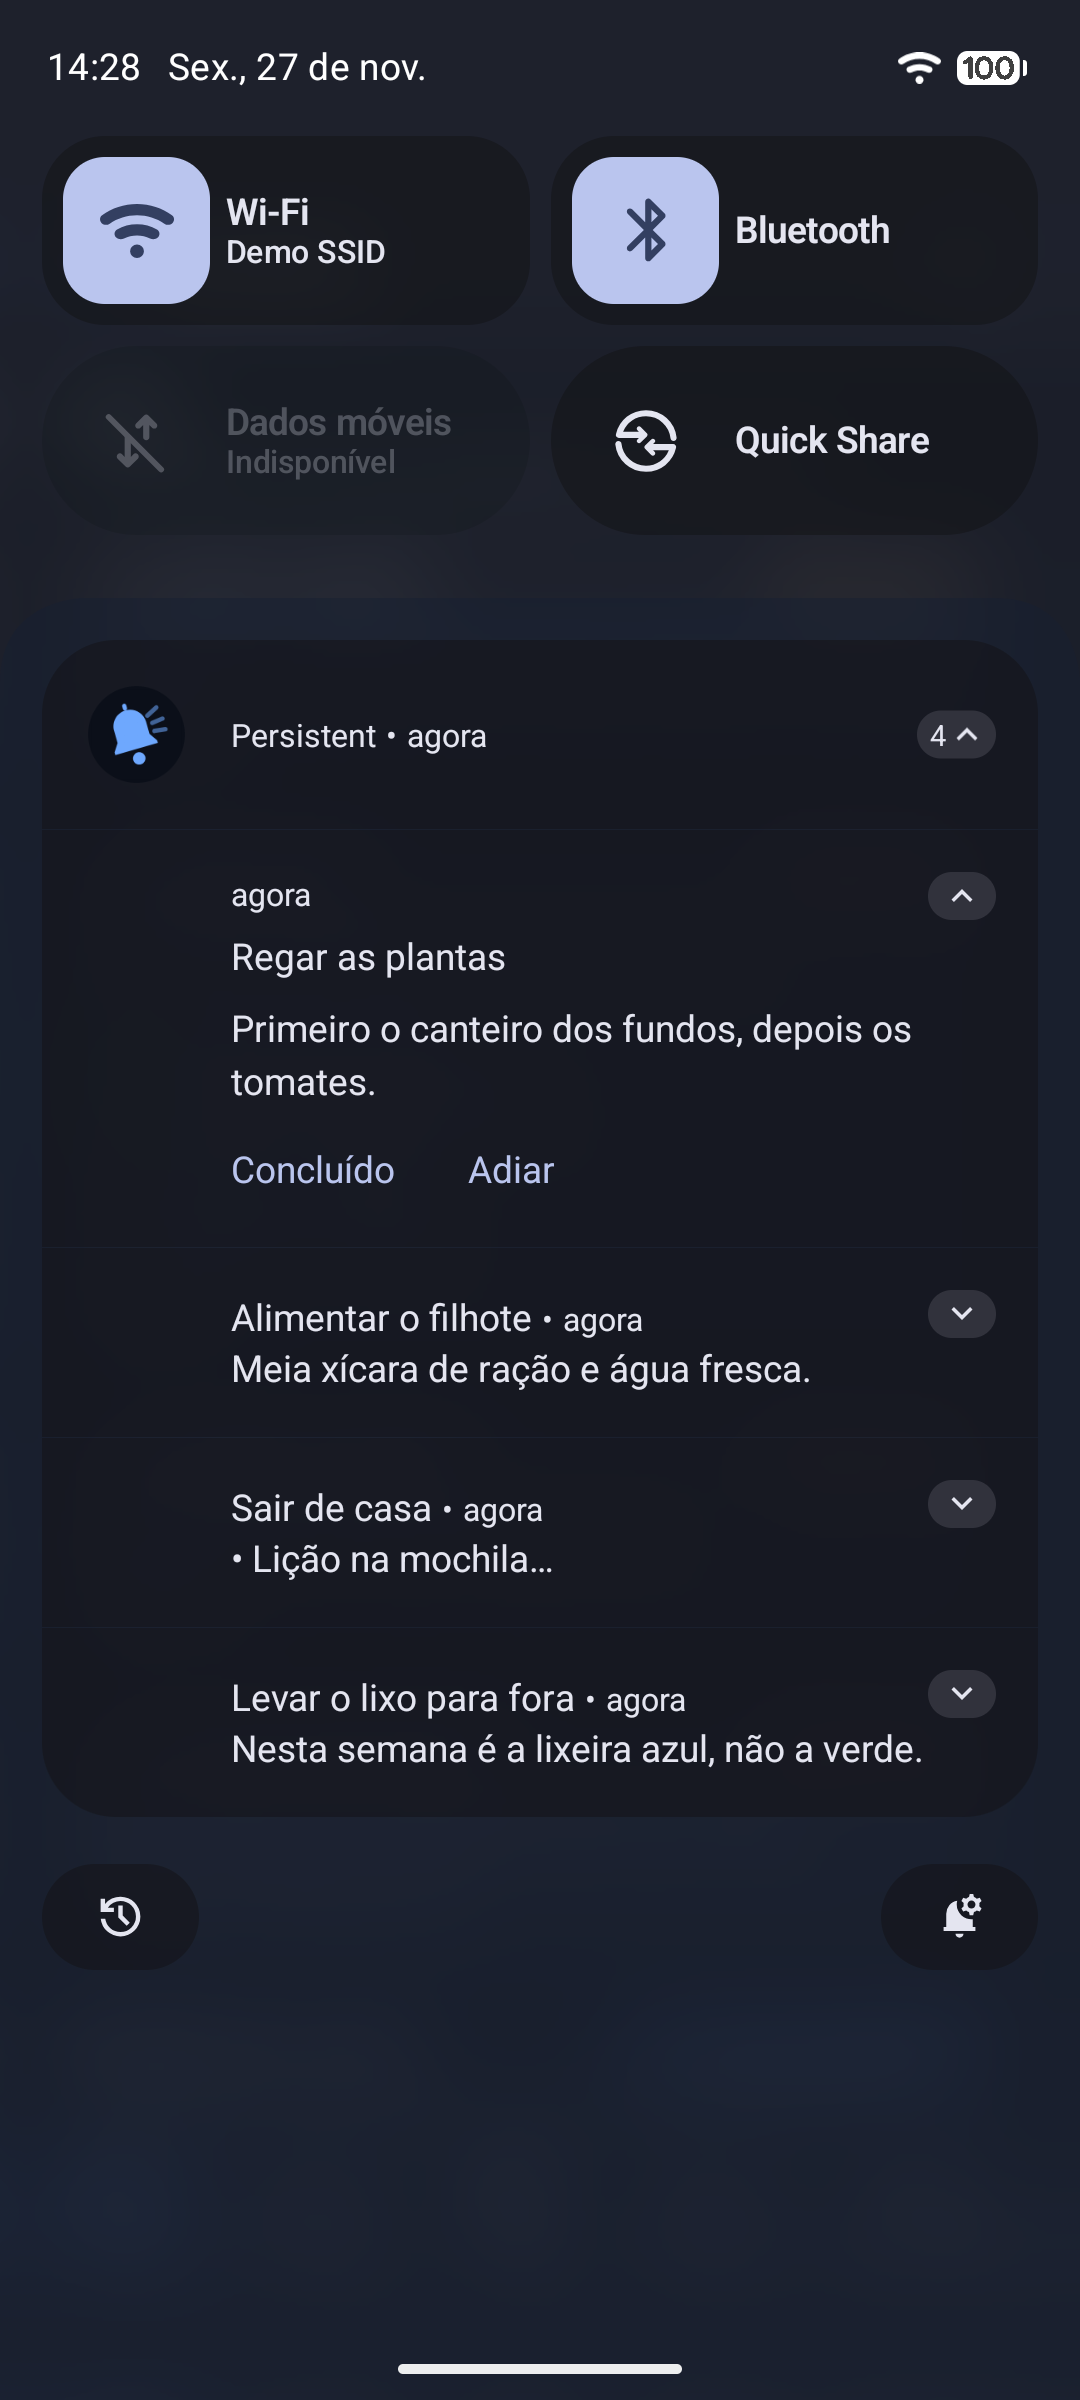 14:28 Sex., 27 de nov. 100
Wi-Fi
Demo SSID
Bluetooth
Dados móveis
Indisponível
Quick Share
Persistent • agora 4
agora
Regar as plantas
Primeiro o canteiro dos fundos, depois os
tomates.
Concluído Adiar
Alimentar o filhote • agora
Meia xícara de ração e água fresca.
Sair de casa • agora
• Lição na mochila…
Levar o lixo para fora • agora
Nesta semana é a lixeira azul, não a verde.